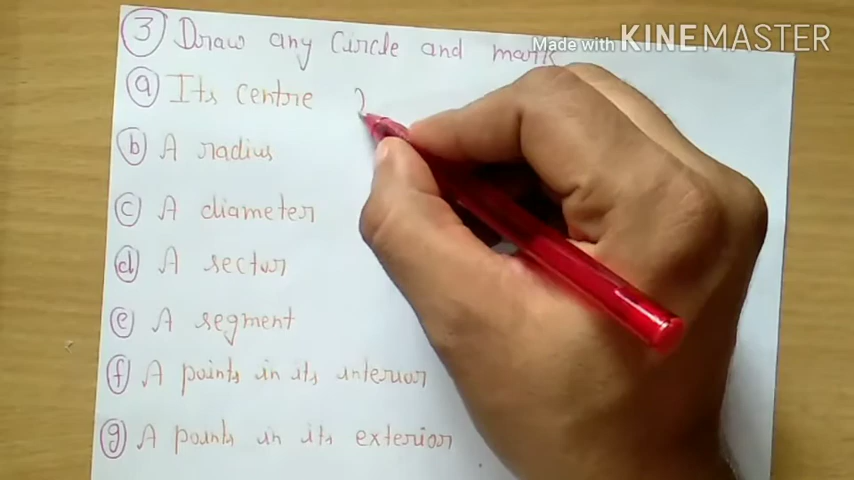 ③ Draw any Circle and mark
Made with KINEMASTER
ⓐ Its centre
ⓑ A radius
ⓒ A diameter
ⓓ A sector
ⓔ A segment
ⓕ A points in its interior
ⓖ A points in its exterior